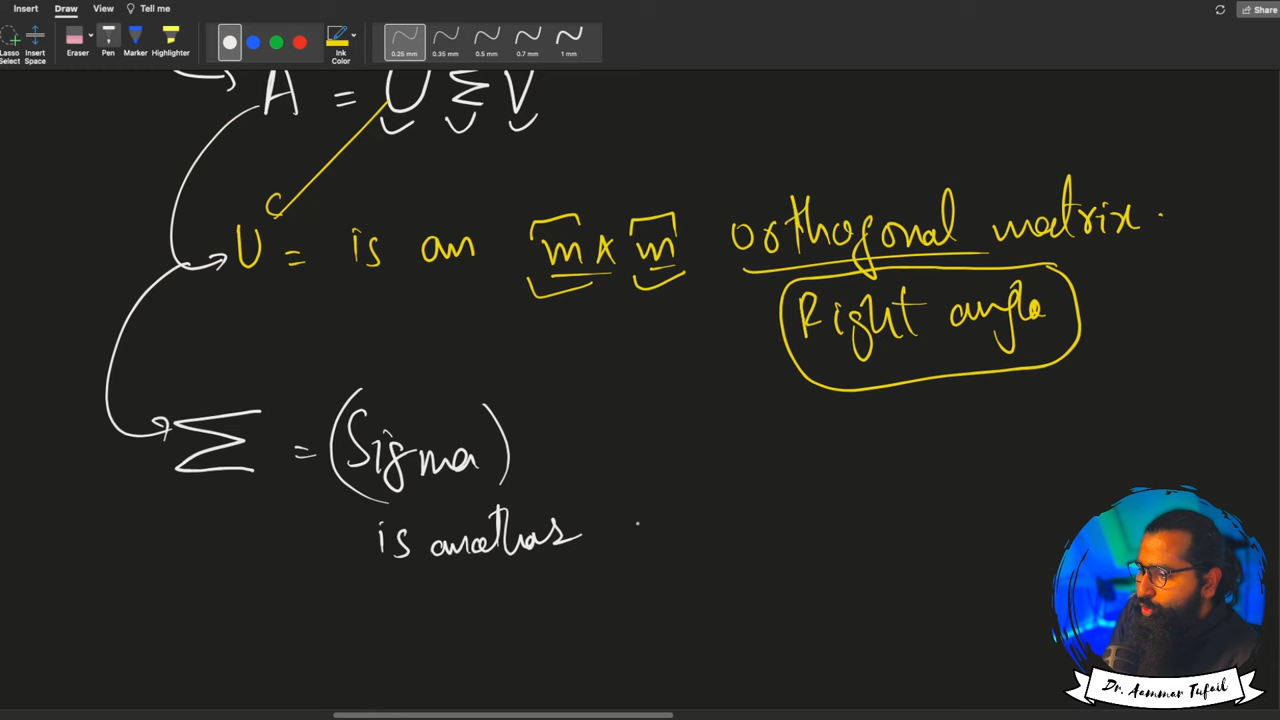 Insert Draw View Tell me Share
Lasso Select Insert Space Eraser Pen Marker Highlighter Ink Color 0.25 mm 0.35 mm 0.5 mm 0.7 mm 1 mm
A = U Σ V
U = is an m x m orthogonal matrix.
Right angle
Σ = (Sigma)
is another
Dr. Aammar Tufail